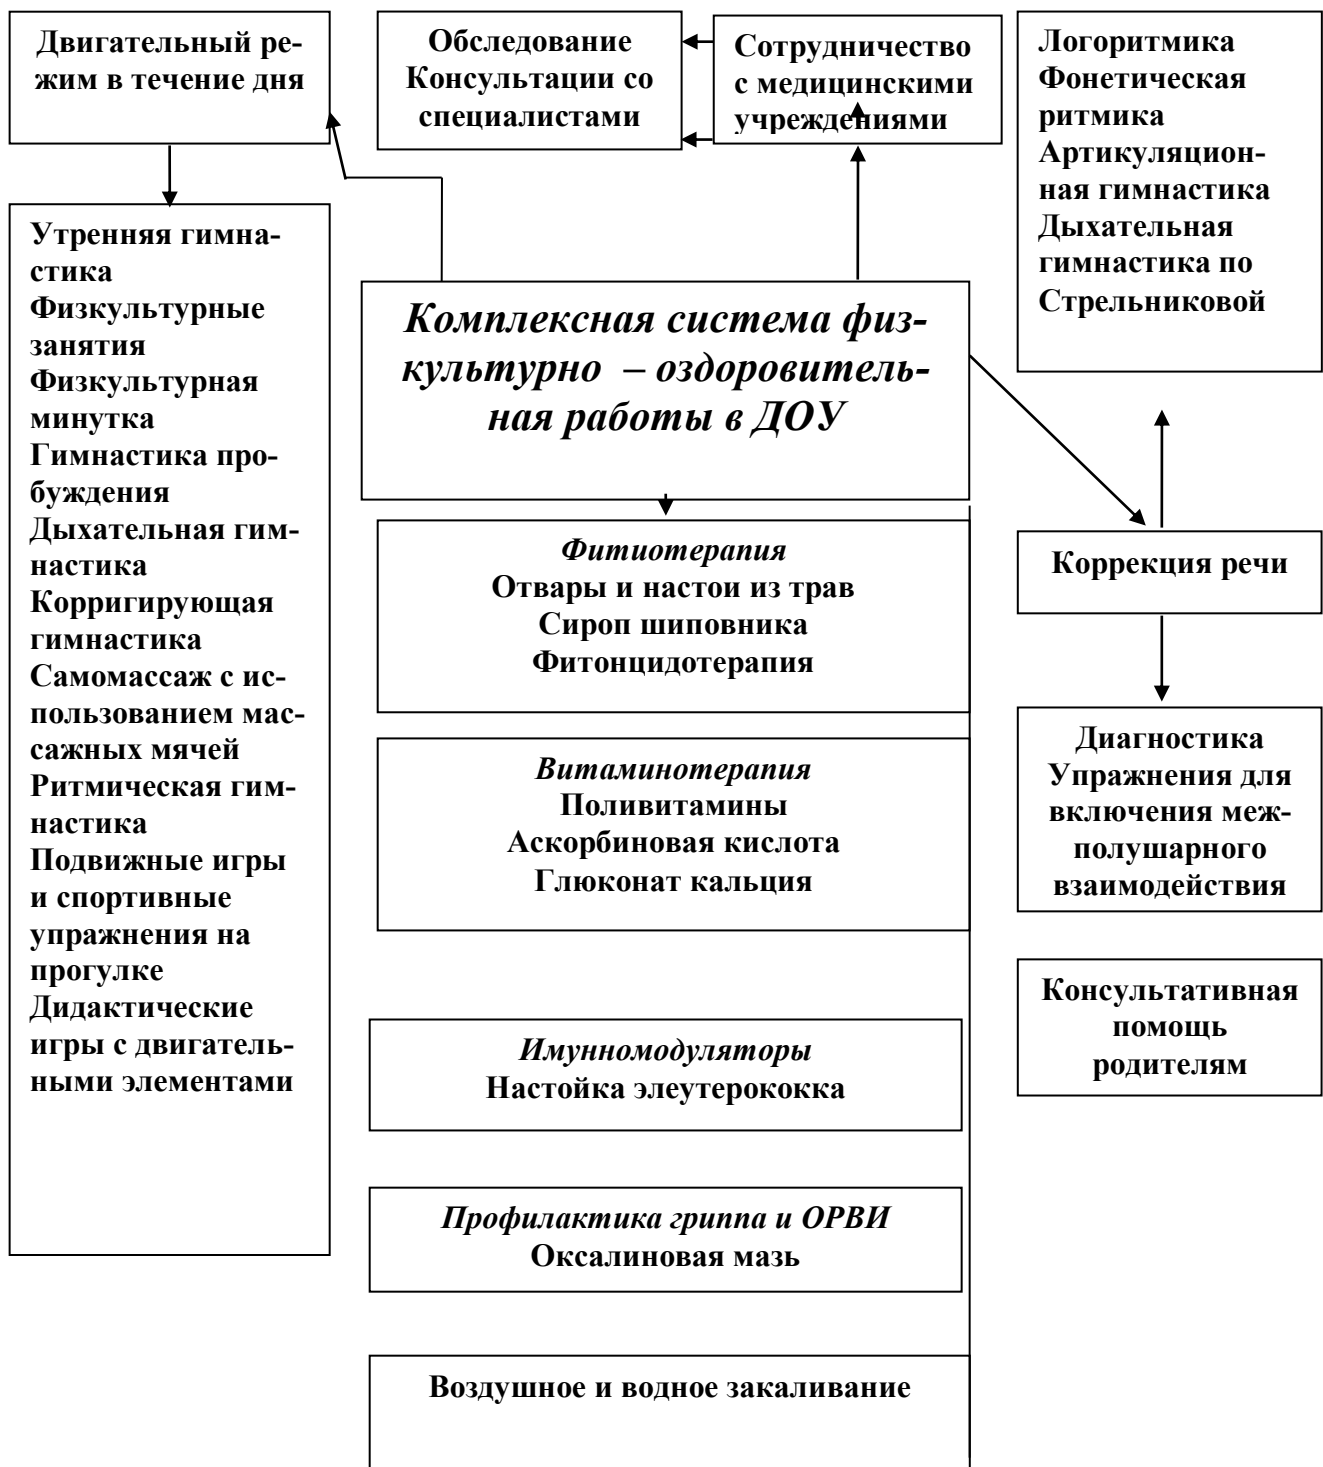 Двигательный ре-
жим в течение дня
Обследование
Консультации со
специалистами
Сотрудничество
с медицинскими
учреждениями
Логоритмика
Фонетическая
ритмика
Артикуляцион-
ная гимнастика
Дыхательная
гимнастика по
Стрельниковой
Утренняя гимна-
стика
Физкультурные
занятия
Физкультурная
минутка
Гимнастика про-
буждения
Дыхательная гим-
настика
Корригирующая
гимнастика
Самомассаж с ис-
пользованием мас-
сажных мячей
Ритмическая гим-
настика
Подвижные игры
и спортивные
упражнения на
прогулке
Дидактические
игры с двигатель-
ными элементами
Комплексная система физ-
культурно – оздоровитель-
ная работы в ДОУ
Фитиотерапия
Отвары и настои из трав
Сироп шиповника
Фитонцидотерапия
Витаминотерапия
Поливитамины
Аскорбиновая кислота
Глюконат кальция
Имунномодуляторы
Настойка элеутерококка
Профилактика гриппа и ОРВИ
Оксалиновая мазь
Воздушное и водное закаливание
Коррекция речи
Диагностика
Упражнения для
включения меж-
полушарного
взаимодействия
Консультативная
помощь
родителям